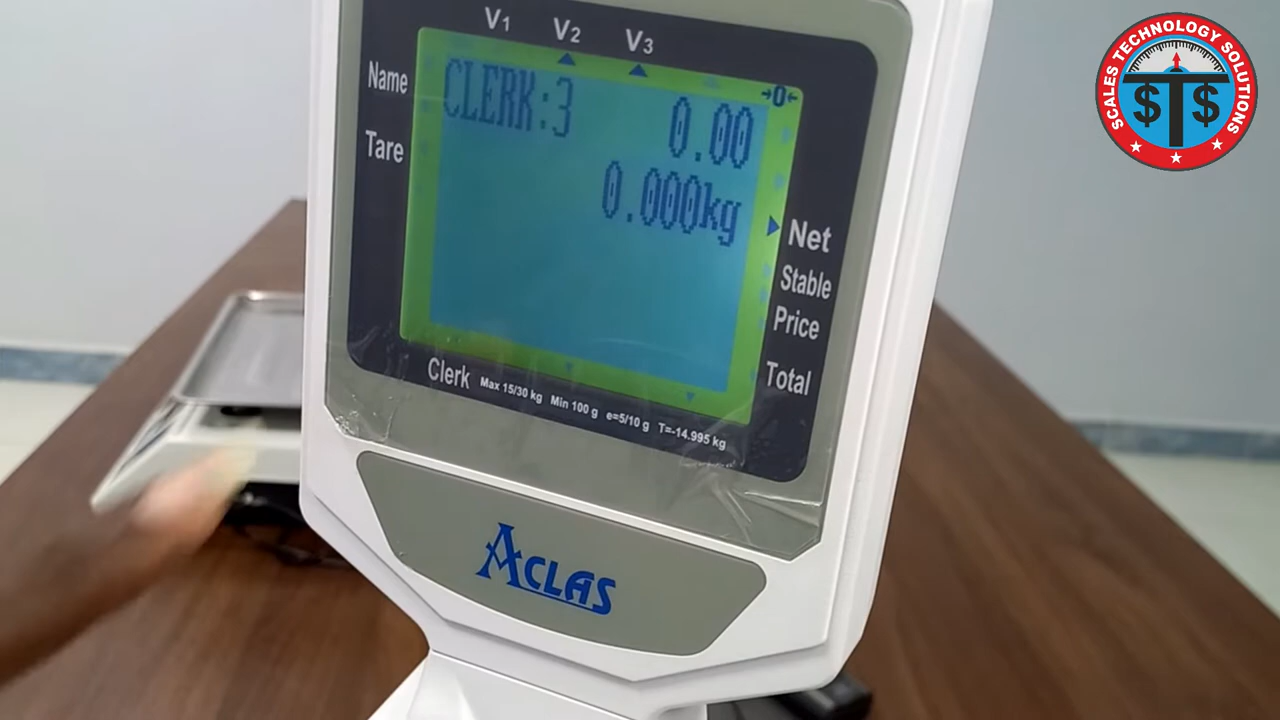 V1 V2 V3
Name
Tare
CLERK:3 0.00
→0←
0.000kg
Net
Stable
Price
Total
Clerk
Max 15/30 kg Min 100 g e=5/10 g T=-14.995 kg
ACLAS
SCALES TECHNOLOGY SOLUTIONS
$T$